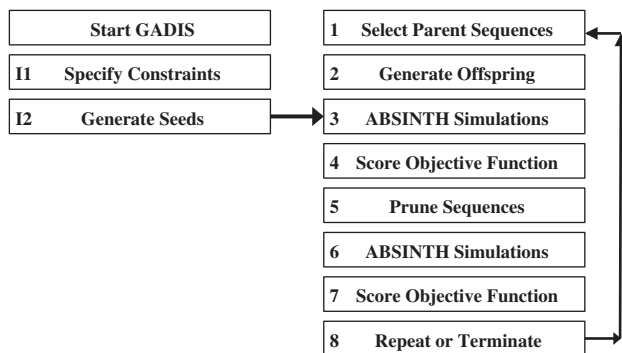 Start GADIS
I1 Specify Constraints
I2 Generate Seeds
1 Select Parent Sequences
2 Generate Offspring
3 ABSINTH Simulations
4 Score Objective Function
5 Prune Sequences
6 ABSINTH Simulations
7 Score Objective Function
8 Repeat or Terminate